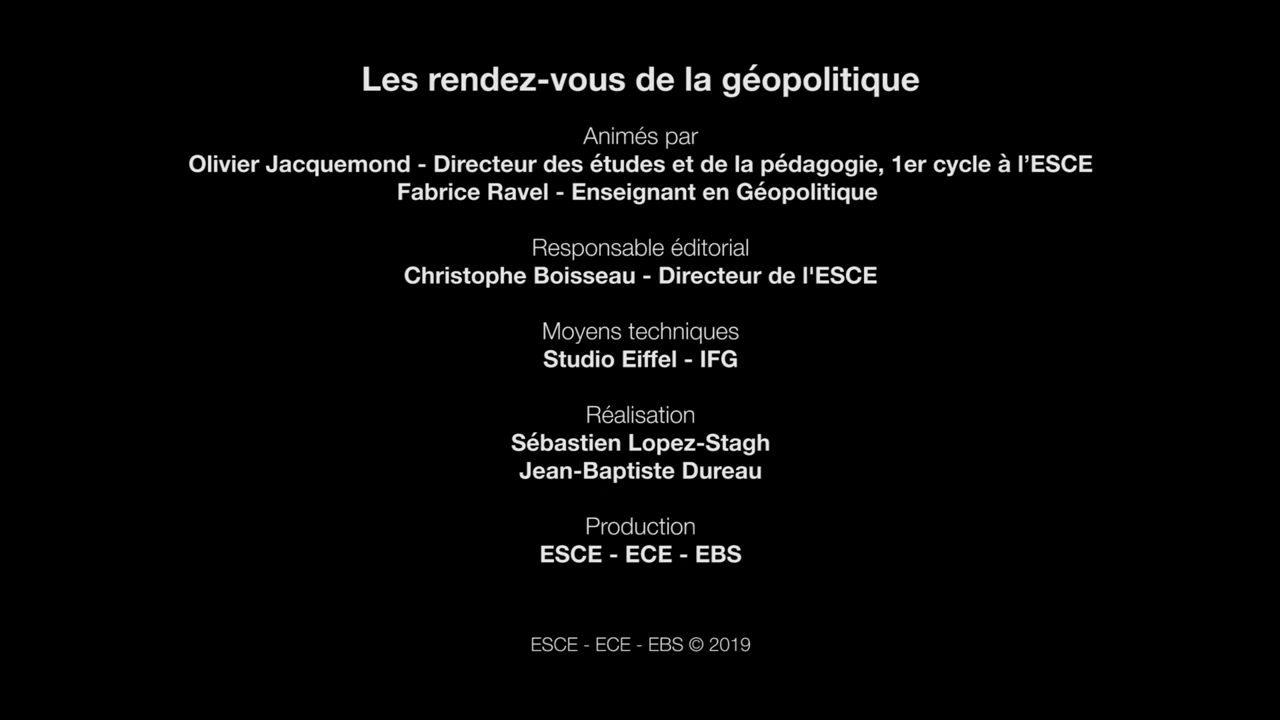 Les rendez-vous de la géopolitique
Animés par
Olivier Jacquemond - Directeur des études et de la pédagogie, 1er cycle à l’ESCE
Fabrice Ravel - Enseignant en Géopolitique
Responsable éditorial
Christophe Boisseau - Directeur de l'ESCE
Moyens techniques
Studio Eiffel - IFG
Réalisation
Sébastien Lopez-Stagh
Jean-Baptiste Dureau
Production
ESCE - ECE - EBS
ESCE - ECE - EBS © 2019